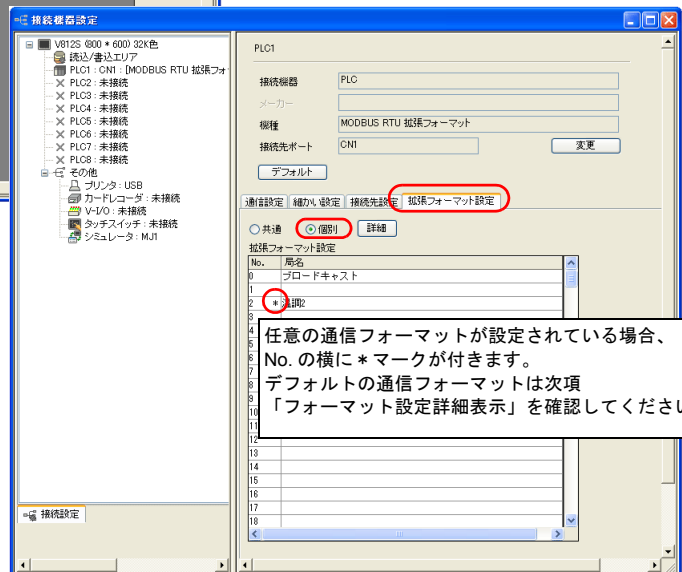 接続機器設定
V812S (800 * 600) 32K色
読込/書込エリア
PLC1 : CN1 : [MODBUS RTU 拡張フォー
PLC2 : 未接続
PLC3 : 未接続
PLC4 : 未接続
PLC5 : 未接続
PLC6 : 未接続
PLC7 : 未接続
PLC8 : 未接続
その他
プリンタ : USB
カードレコーダ : 未接続
V-I/O : 未接続
タッチスイッチ : 未接続
シミュレータ : MJ1
接続設定
PLC1
接続機器 PLC
メーカー
機種 MODBUS RTU 拡張フォーマット
接続先ポート CN1 変更
デフォルト
通信設定 細かい設定 接続先設定 拡張フォーマット設定
共通 個別 詳細
拡張フォーマット設定
No. 局名
0 ブロードキャスト
1
2 * 温調2
3
4
5
6
7
8
9
10
11
12
13
14
15
16
17
18
任意の通信フォーマットが設定されている場合、
No. の横に * マークが付きます。
デフォルトの通信フォーマットは次項
「フォーマット設定詳細表示」を確認してください